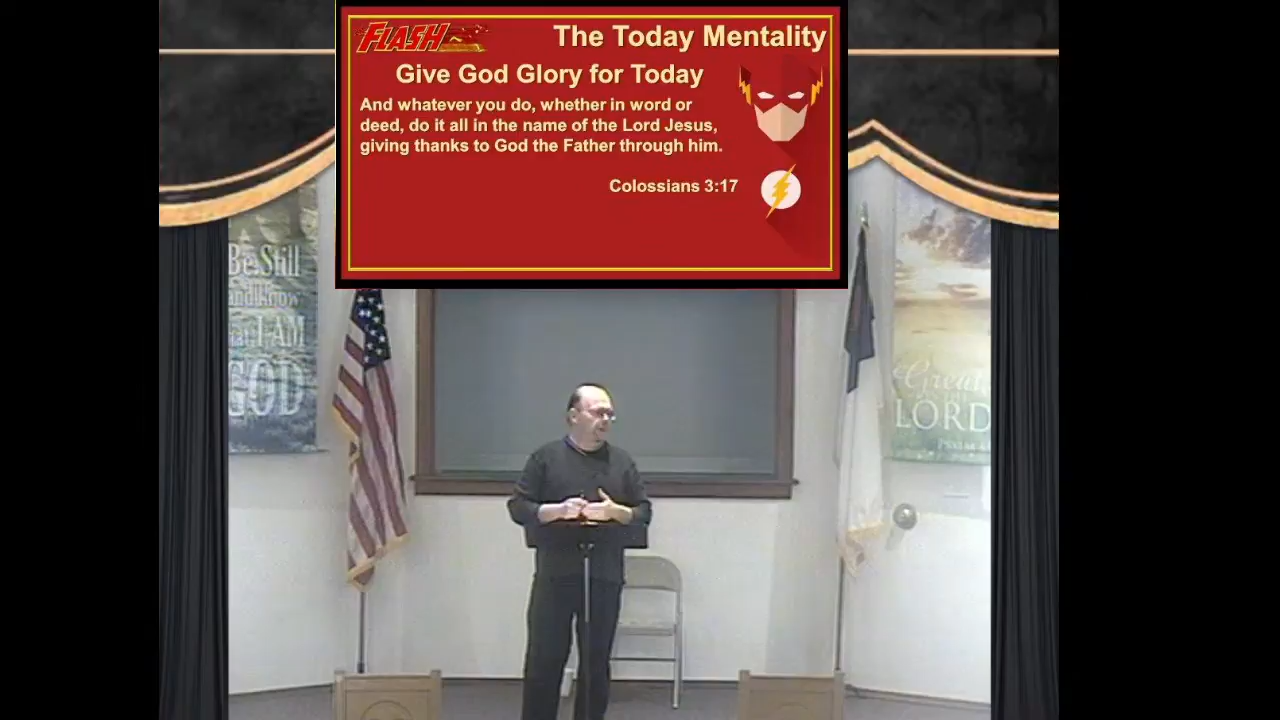 FLASH
The Today Mentality
Give God Glory for Today
And whatever you do, whether in word or
deed, do it all in the name of the Lord Jesus,
giving thanks to God the Father through him.
Colossians 3:17
Be Still
and Know
I AM
GOD
Great
LORD